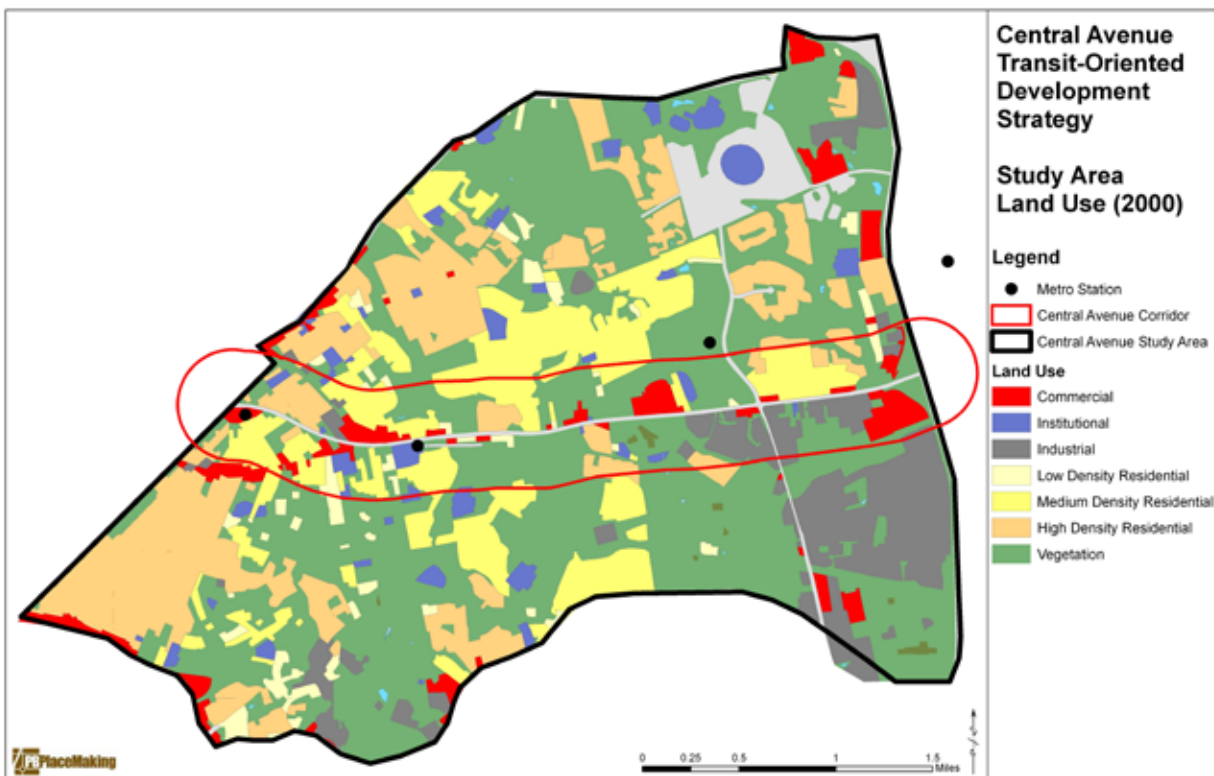 Central Avenue
Transit-Oriented
Development
Strategy
Study Area
Land Use (2000)
Legend
Metro Station
Central Avenue Corridor
Central Avenue Study Area
Land Use
Commercial
Institutional
Industrial
Low Density Residential
Medium Density Residential
High Density Residential
Vegetation
PBPlaceMaking
0 0.25 0.5 1 1.5
Miles